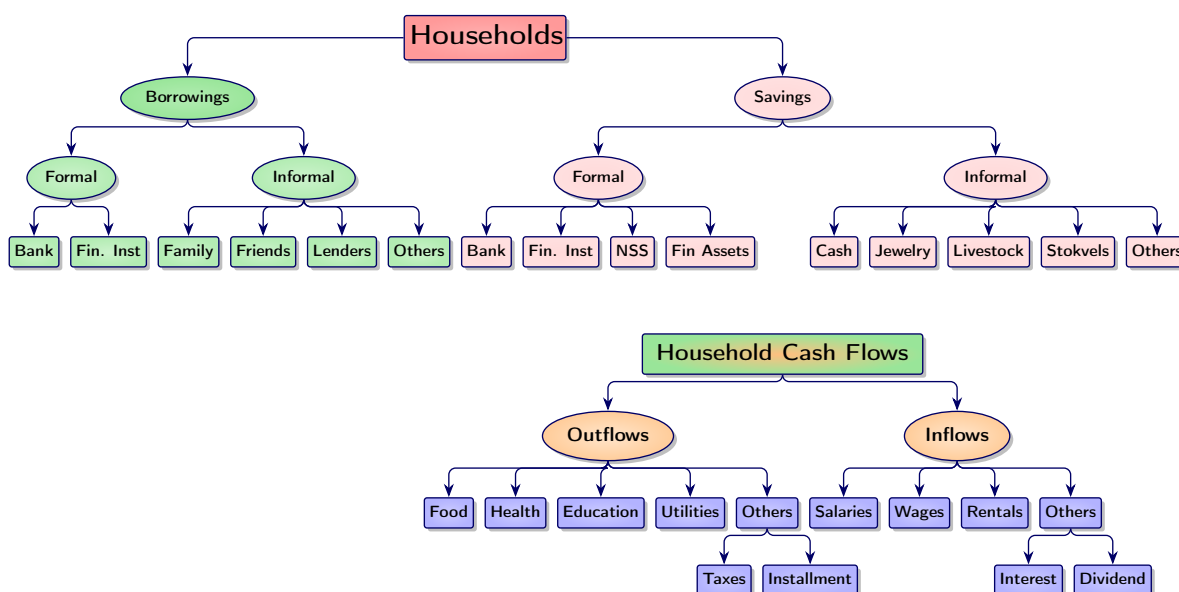 Households
Borrowings Savings
Formal Informal Formal Informal
Bank Fin. Inst Family Friends Lenders Others Bank Fin. Inst NSS Fin Assets Cash Jewelry Livestock Stokvels Others
Household Cash Flows
Outflows Inflows
Food Health Education Utilities Others Salaries Wages Rentals Others
Taxes Installment Interest Dividend